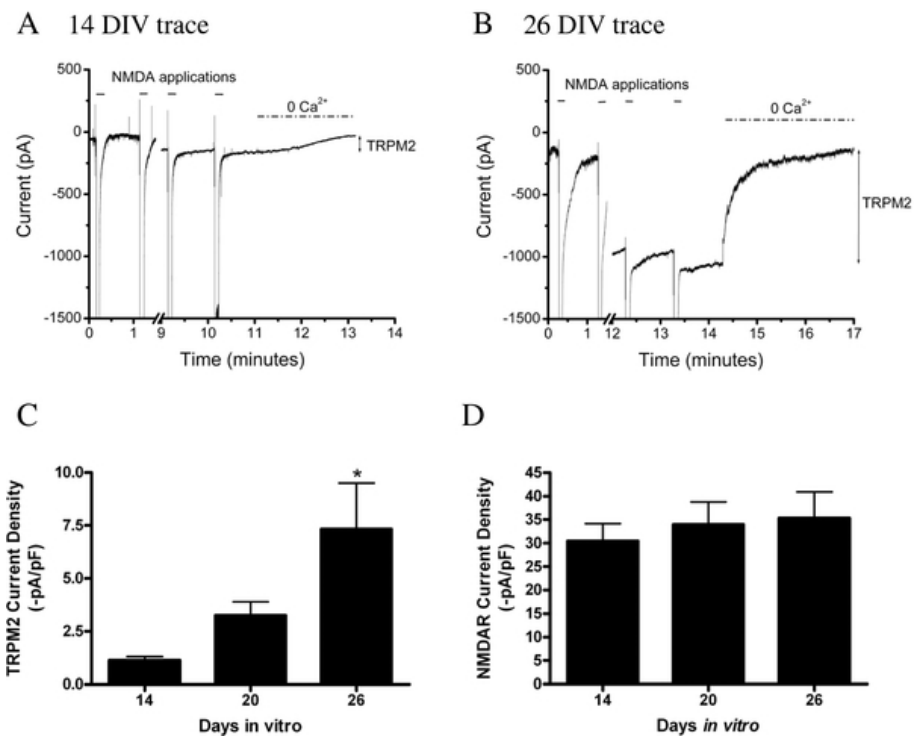 A 14 DIV trace
500
0
-500
-1000
-1500
Current (pA)
NMDA applications
0 Ca²⁺
TRPM2
0 1 9 10 11 12 13 14
Time (minutes)
B 26 DIV trace
500
0
-500
-1000
-1500
Current (pA)
NMDA applications
0 Ca²⁺
TRPM2
0 1 12 13 14 15 16 17
Time (minutes)
C
TRPM2 Current Density
(-pA/pF)
10.0
7.5
5.0
2.5
0.0
*
14 20 26
Days in vitro
D
NMDAR Current Density
(-pA/pF)
45
40
35
30
25
20
15
10
5
0
14 20 26
Days in vitro